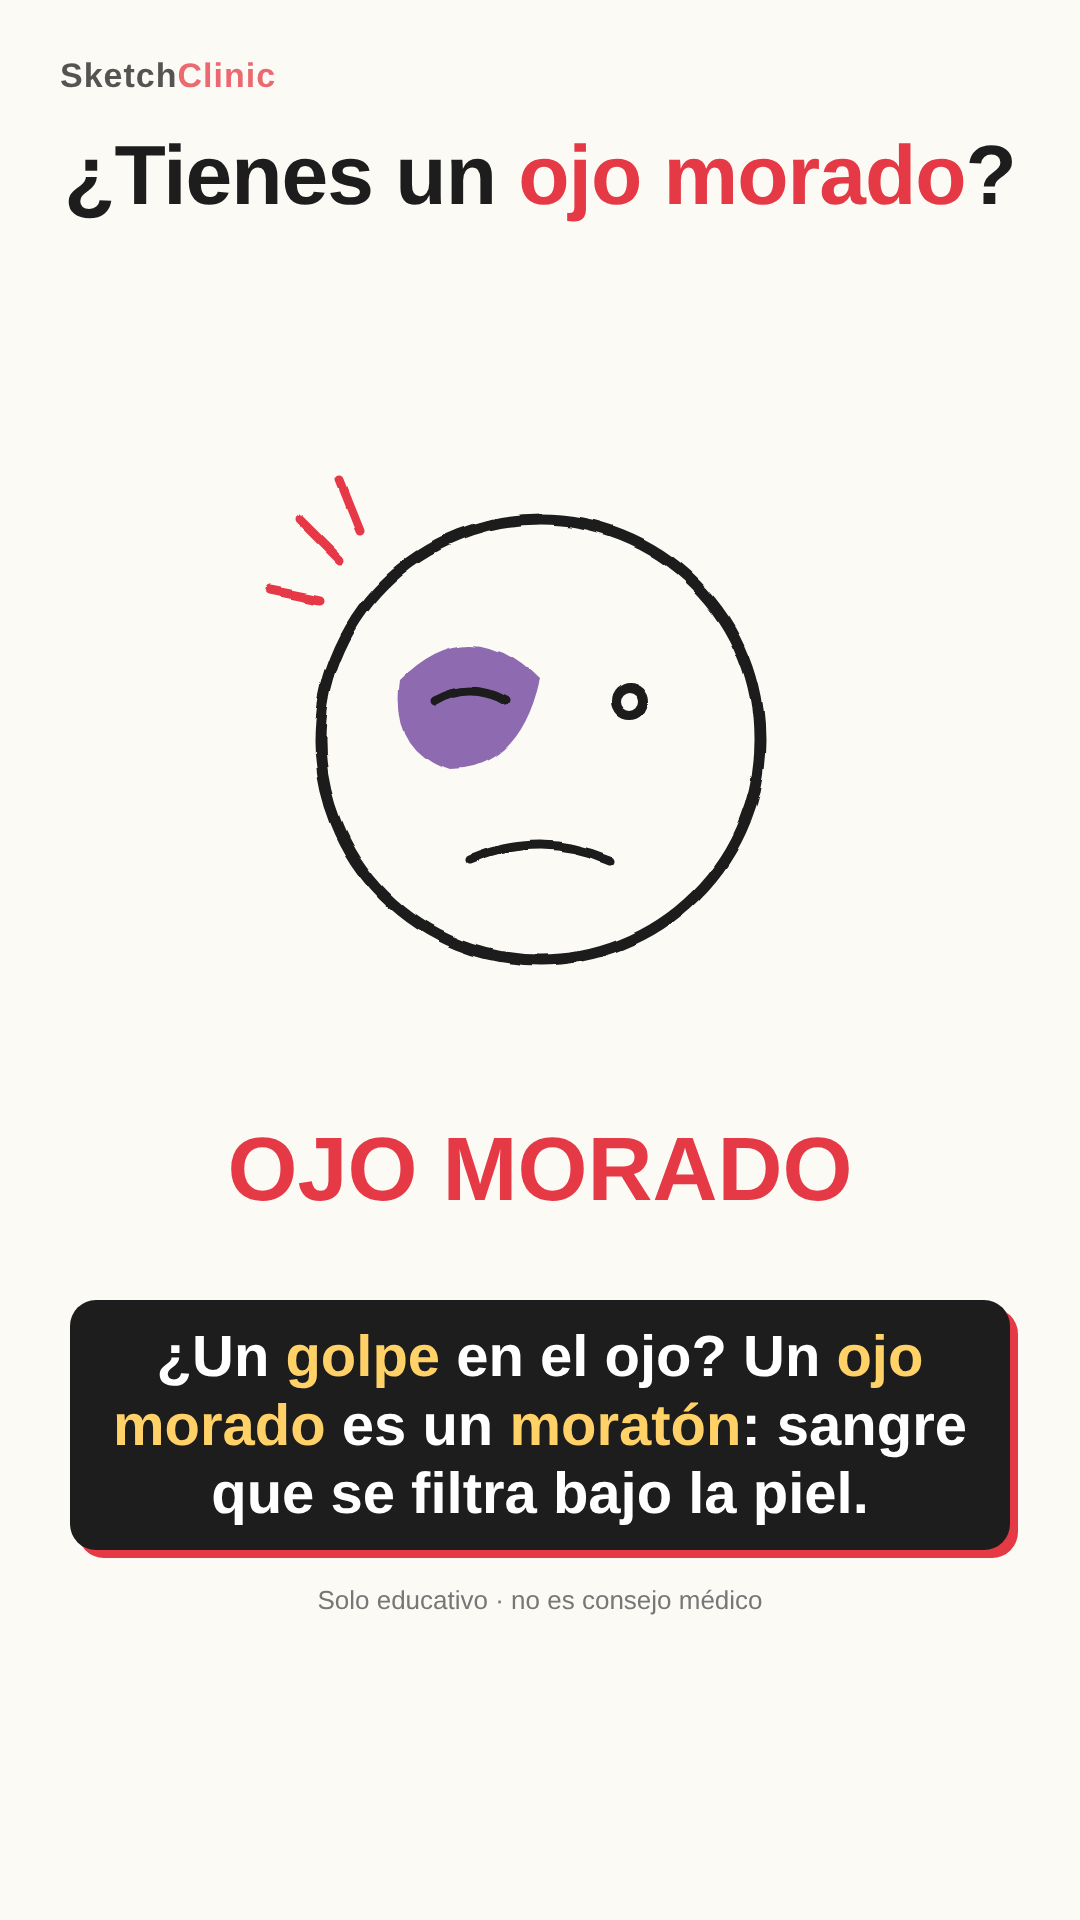 SketchClinic
¿Tienes un ojo morado?
OJO MORADO
¿Un golpe en el ojo? Un ojo
morado es un moratón: sangre
que se filtra bajo la piel.
Solo educativo · no es consejo médico